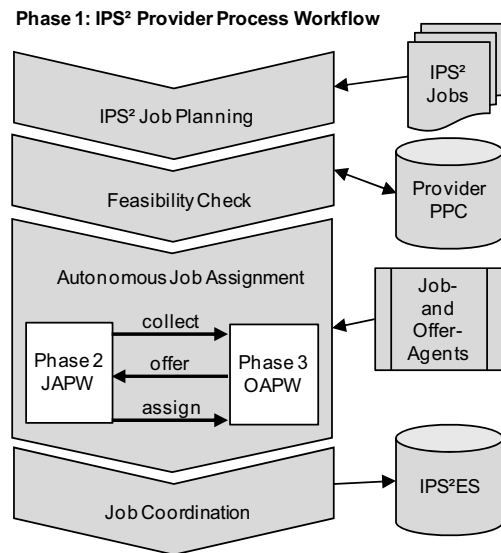 Phase 1: IPS² Provider Process Workflow
IPS² Job Planning
IPS²
Jobs
Feasibility Check
Provider
PPC
Autonomous Job Assignment
Job-
and
Offer-
Agents
collect
Phase 2
JAPW
offer
Phase 3
OAPW
assign
Job Coordination
IPS²ES